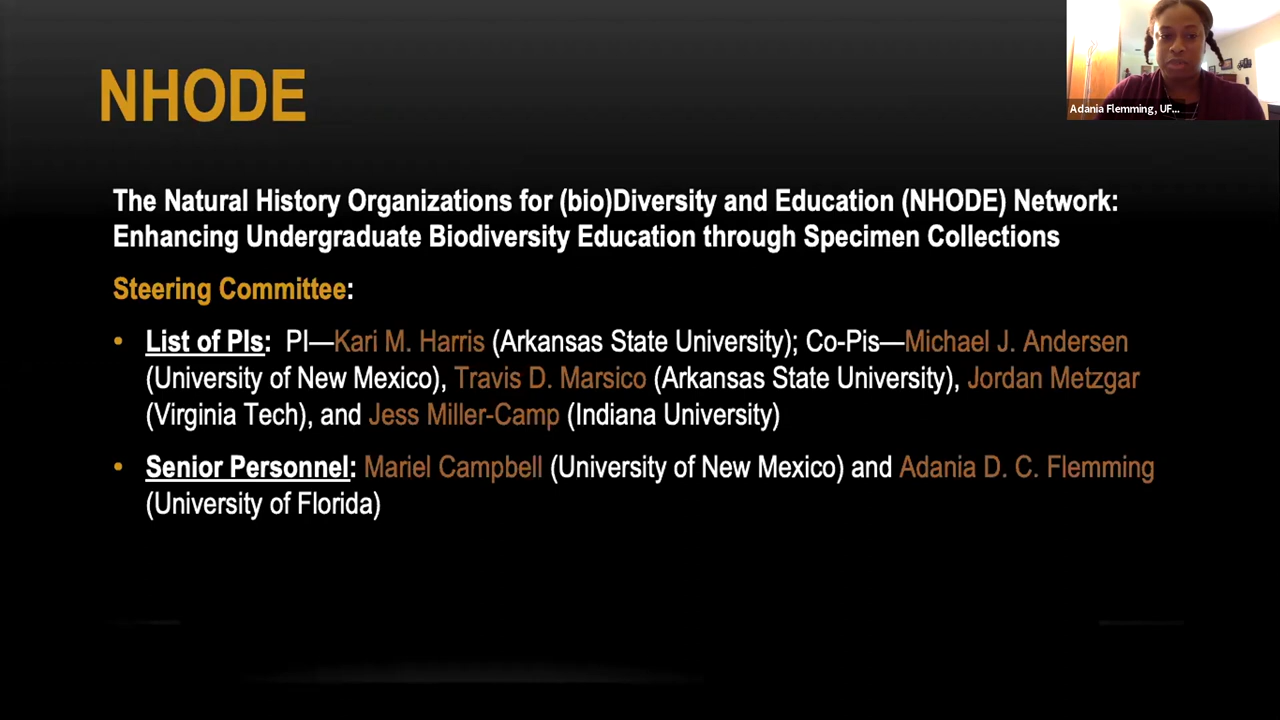 NHODE
Adania Flemming, UF...
The Natural History Organizations for (bio)Diversity and Education (NHODE) Network:
Enhancing Undergraduate Biodiversity Education through Specimen Collections
Steering Committee:
• List of PIs: PI—Kari M. Harris (Arkansas State University); Co-Pis—Michael J. Andersen
(University of New Mexico), Travis D. Marsico (Arkansas State University), Jordan Metzgar
(Virginia Tech), and Jess Miller-Camp (Indiana University)
• Senior Personnel: Mariel Campbell (University of New Mexico) and Adania D. C. Flemming
(University of Florida)